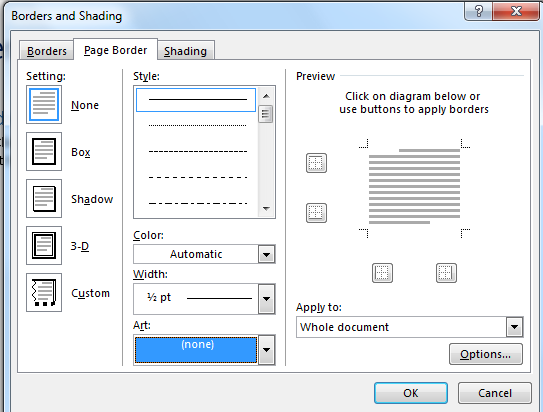 Borders and Shading
Borders
Page Border
Shading
Setting:
None
Box
Shadow
3-D
Custom
Style:
Color:
Automatic
Width:
½ pt
Art:
(none)
Preview
Click on diagram below or
use buttons to apply borders
Apply to:
Whole document
Options...
OK
Cancel